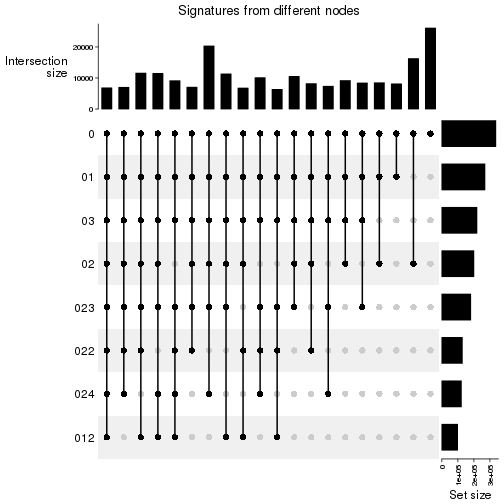 Signatures from different nodes
Intersection
size
20000
10000
0
0
01
03
02
023
022
024
012
0
1e+05
2e+05
3e+05
Set size